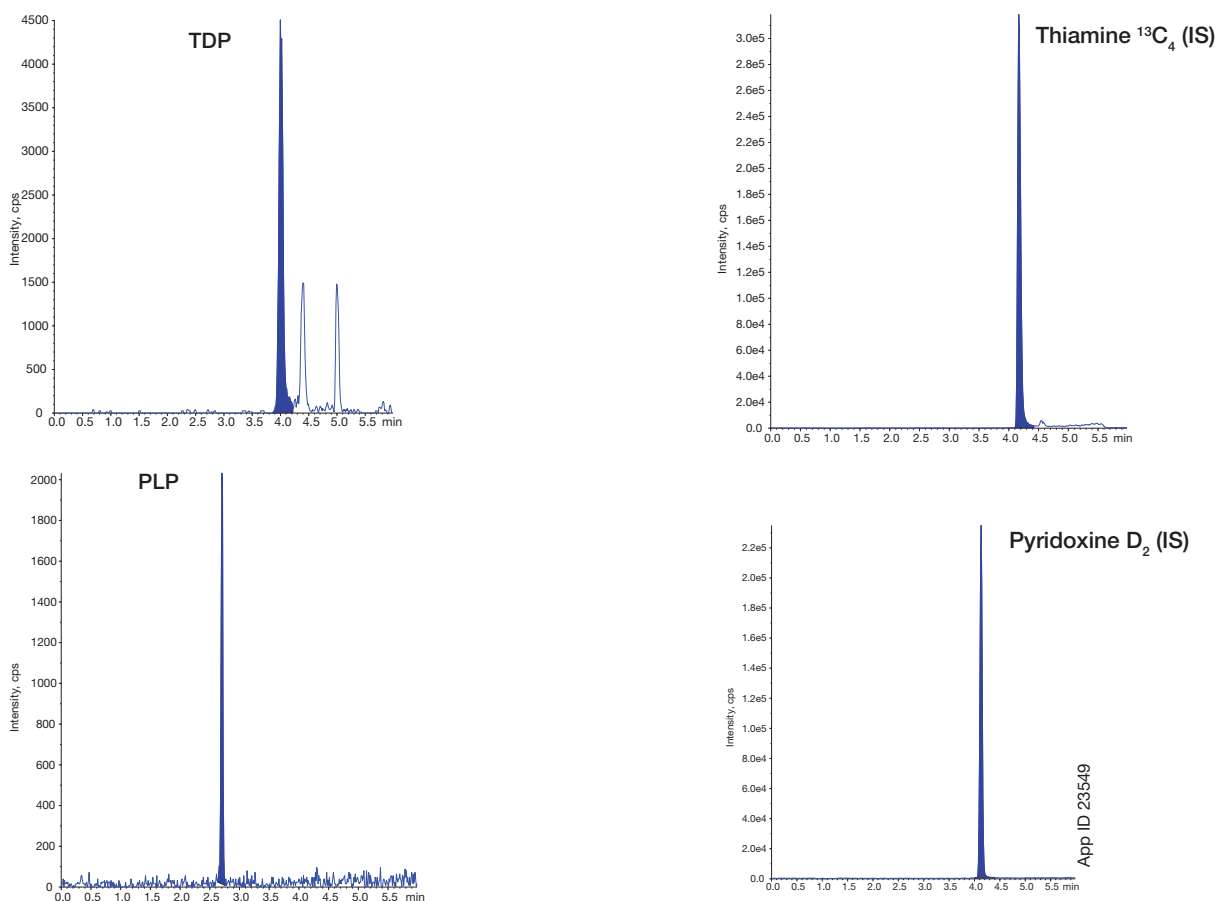 TDP
4500
4000
3500
3000
2500
2000
1500
1000
500
0
Intensity, cps
0.0 0.5 1.0 1.5 2.0 2.5 3.0 3.5 4.0 4.5 5.0 5.5 min
Thiamine ¹³C₄ (IS)
3.0e5
2.8e5
2.6e5
2.4e5
2.2e5
2.0e5
1.8e5
1.6e5
1.4e5
1.2e5
1.0e5
8.0e4
6.0e4
4.0e4
2.0e4
0.0
Intensity, cps
0.0 0.5 1.0 1.5 2.0 2.5 3.0 3.5 4.0 4.5 5.0 5.5 min
PLP
2000
1800
1600
1400
1200
1000
800
600
400
200
0
Intensity, cps
0.0 0.5 1.0 1.5 2.0 2.5 3.0 3.5 4.0 4.5 5.0 5.5 min
Pyridoxine D₂ (IS)
2.2e5
2.0e5
1.8e5
1.6e5
1.4e5
1.2e5
1.0e5
8.0e4
6.0e4
4.0e4
2.0e4
0.0
Intensity, cps
0.0 0.5 1.0 1.5 2.0 2.5 3.0 3.5 4.0 4.5 5.0 5.5 min
App ID 23549